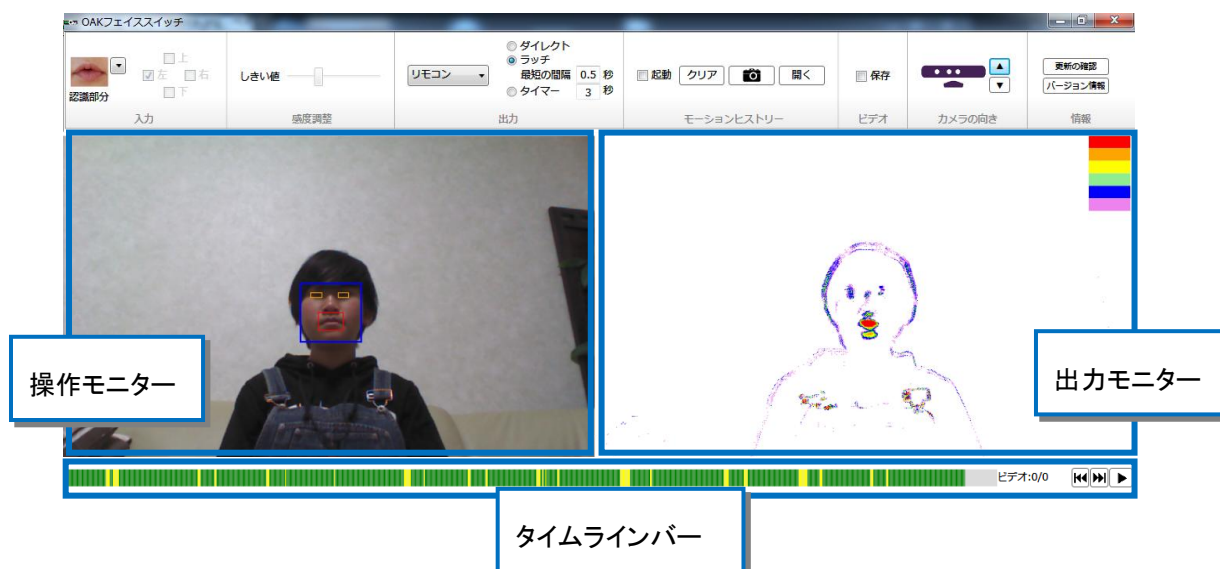 OAKフェイススイッチ
認識部分
上
左
右
下
入力
しきい値
感度調整
リモコン
ダイレクト
ラッチ
最短の間隔 0.5 秒
タイマー 3 秒
出力
起動 クリア 開く
モーションヒストリー
保存
ビデオ
カメラの向き
更新の確認
バージョン情報
情報
操作モニター
出力モニター
ビデオ:0/0
タイムラインバー